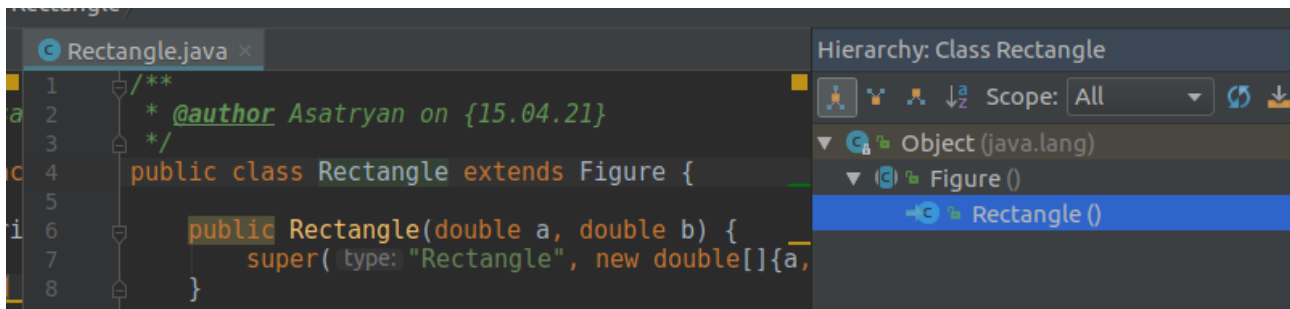 Rectangle
Rectangle.java
1 /**
2 * @author Asatryan on {15.04.21}
3 */
4 public class Rectangle extends Figure {
5
6 public Rectangle(double a, double b) {
7 super( type: "Rectangle", new double[]{a,
8 }
Hierarchy: Class Rectangle
Scope: All
Object (java.lang)
Figure ()
Rectangle ()